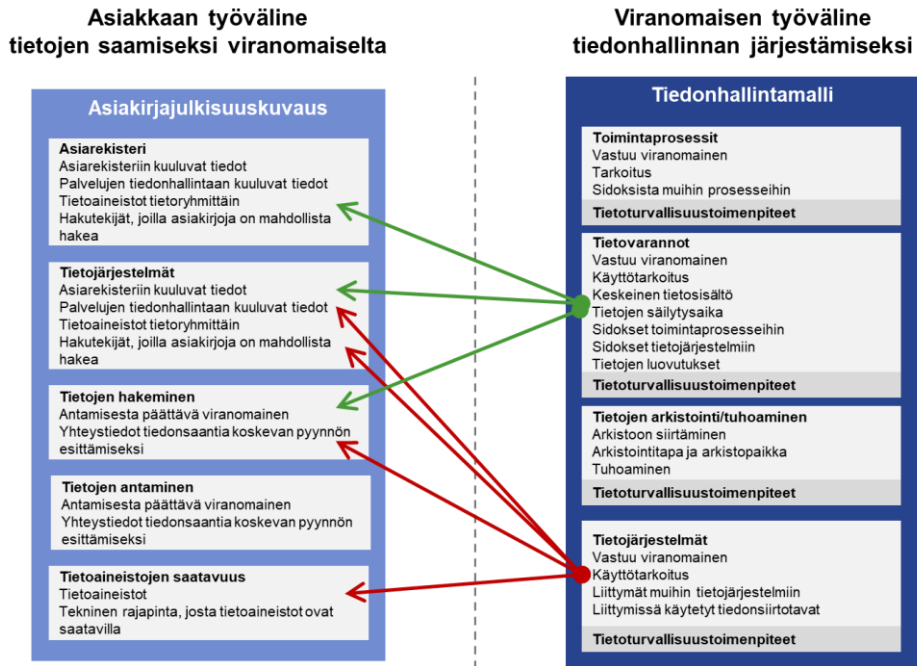 Asiakkaan työväline
tietojen saamiseksi viranomaiselta
Asiakirjajulkisuuskuvaus
Asiarekisteri
Asiarekisteriin kuuluvat tiedot
Palvelujen tiedonhallintaan kuuluvat tiedot
Tietoaineistot tietoryhmittäin
Hakutekijät, joilla asiakirjoja on mahdollista
hakea
Tietojärjestelmät
Asiarekisteriin kuuluvat tiedot
Palvelujen tiedonhallintaan kuuluvat tiedot
Tietoaineistot tietoryhmittäin
Hakutekijät, joilla asiakirjoja on mahdollista
hakea
Tietojen hakeminen
Antamisesta päättävä viranomainen
Yhteystiedot tiedonsaantia koskevan pyynnön
esittämiseksi
Tietojen antaminen
Antamisesta päättävä viranomainen
Yhteystiedot tiedonsaantia koskevan pyynnön
esittämiseksi
Tietoaineistojen saatavuus
Tietoaineistot
Tekninen rajapinta, josta tietoaineistot ovat
saatavilla
Viranomaisen työväline
tiedonhallinnan järjestämiseksi
Tiedonhallintamalli
Toimintaprosessit
Vastuu viranomainen
Tarkoitus
Sidoksista muihin prosesseihin
Tietoturvallisuustoimenpiteet
Tietovarannot
Vastuu viranomainen
Käyttötarkoitus
Keskeinen tietosisältö
Tietojen säilytysaika
Sidokset toimintaprosesseihin
Sidokset tietojärjestelmiin
Tietojen luovutukset
Tietoturvallisuustoimenpiteet
Tietojen arkistointi/tuhoaminen
Arkistoon siirtäminen
Arkistointitapa ja arkistopaikka
Tuhoaminen
Tietoturvallisuustoimenpiteet
Tietojärjestelmät
Vastuu viranomainen
Käyttötarkoitus
Liittymät muihin tietojärjestelmiin
Liittymissä käytetyt tiedonsiirtotavat
Tietoturvallisuustoimenpiteet